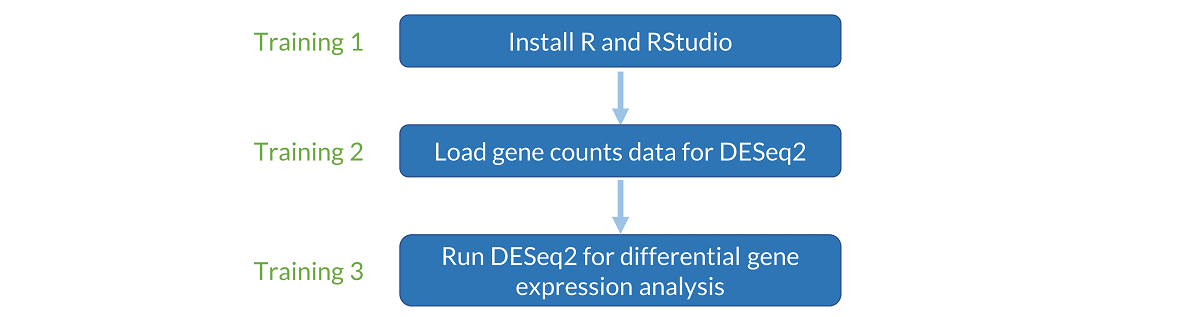 Training 1
Install R and RStudio
Training 2
Load gene counts data for DESeq2
Training 3
Run DESeq2 for differential gene
expression analysis